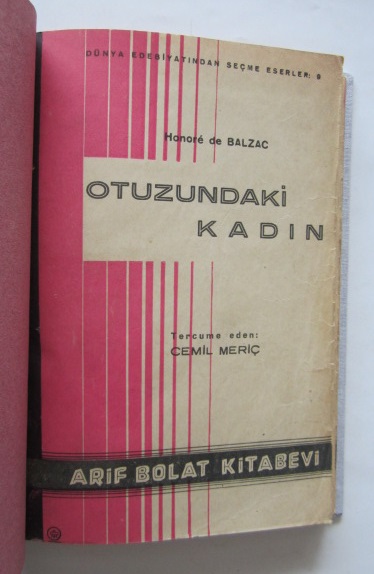 DÜNYA EDEBİYATINDAN SEÇME ESERLER: 9
Honoré de BALZAC
OTUZUNDAKİ
KADIN
Tercume eden:
CEMİL MERİÇ
ARİF BOLAT KİTABEVİ